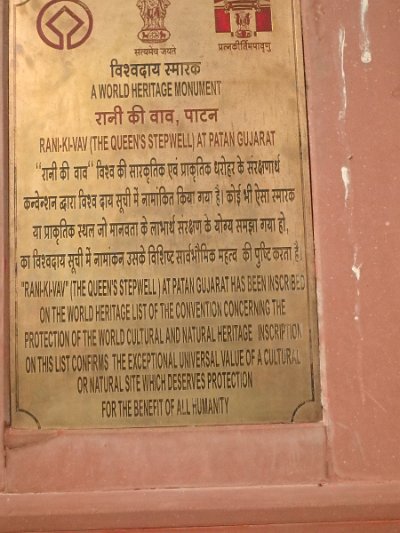 सत्यमेव जयते
प्रत्नकीर्तिमपावृणु
विश्वदाय स्मारक
A WORLD HERITAGE MONUMENT
रानी की वाव, पाटन
RANI-KI-VAV (THE QUEEN'S STEPWELL) AT PATAN GUJARAT
"रानी की वाव" विश्व की सांस्कृतिक एवं प्राकृतिक धरोहर के संरक्षणार्थ
कन्वेन्शन द्वारा विश्व दाय सूची में नामांकित किया गया है। कोई भी ऐसा स्मारक
या प्राकृतिक स्थल जो मानवता के लाभार्थ संरक्षण के योग्य समझा गया हो,
का विश्वदाय सूची में नामांकन उसके विशिष्ट सार्वभौमिक महत्व की पुष्टि करता है.
"RANI-KI-VAV" (THE QUEEN'S STEPWELL) AT PATAN GUJARAT HAS BEEN INSCRIBED
ON THE WORLD HERITAGE LIST OF THE CONVENTION CONCERNING THE
PROTECTION OF THE WORLD CULTURAL AND NATURAL HERITAGE INSCRIPTION
ON THIS LIST CONFIRMS THE EXCEPTIONAL UNIVERSAL VALUE OF A CULTURAL
OR NATURAL SITE WHICH DESERVES PROTECTION
FOR THE BENEFIT OF ALL HUMANITY